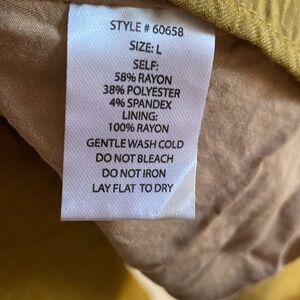 STYLE # 60658
SIZE: L
SELF:
58% RAYON
38% POLYESTER
4% SPANDEX
LINING:
100% RAYON
GENTLE WASH COLD
DO NOT BLEACH
DO NOT IRON
LAY FLAT TO DRY